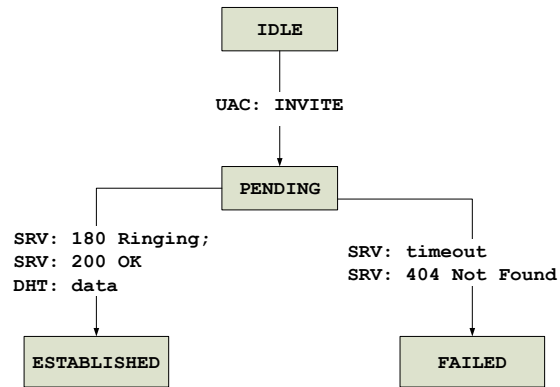 IDLE
UAC: INVITE
PENDING
SRV: 180 Ringing;
SRV: 200 OK
DHT: data
SRV: timeout
SRV: 404 Not Found
ESTABLISHED
FAILED